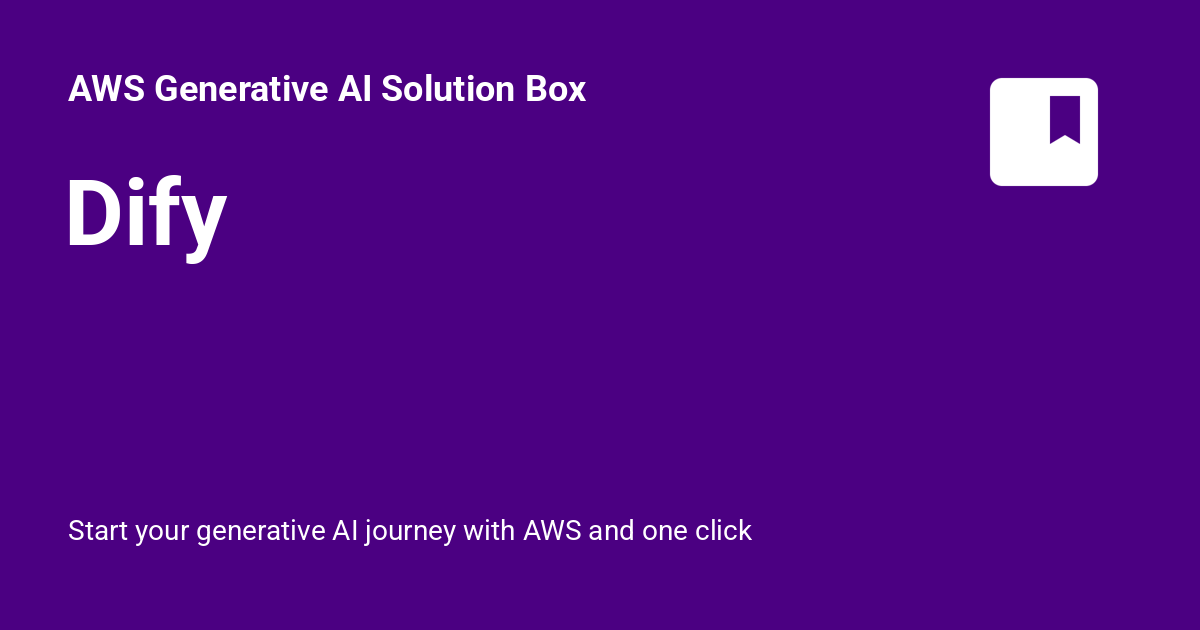 AWS Generative AI Solution Box
Dify
Start your generative AI journey with AWS and one click